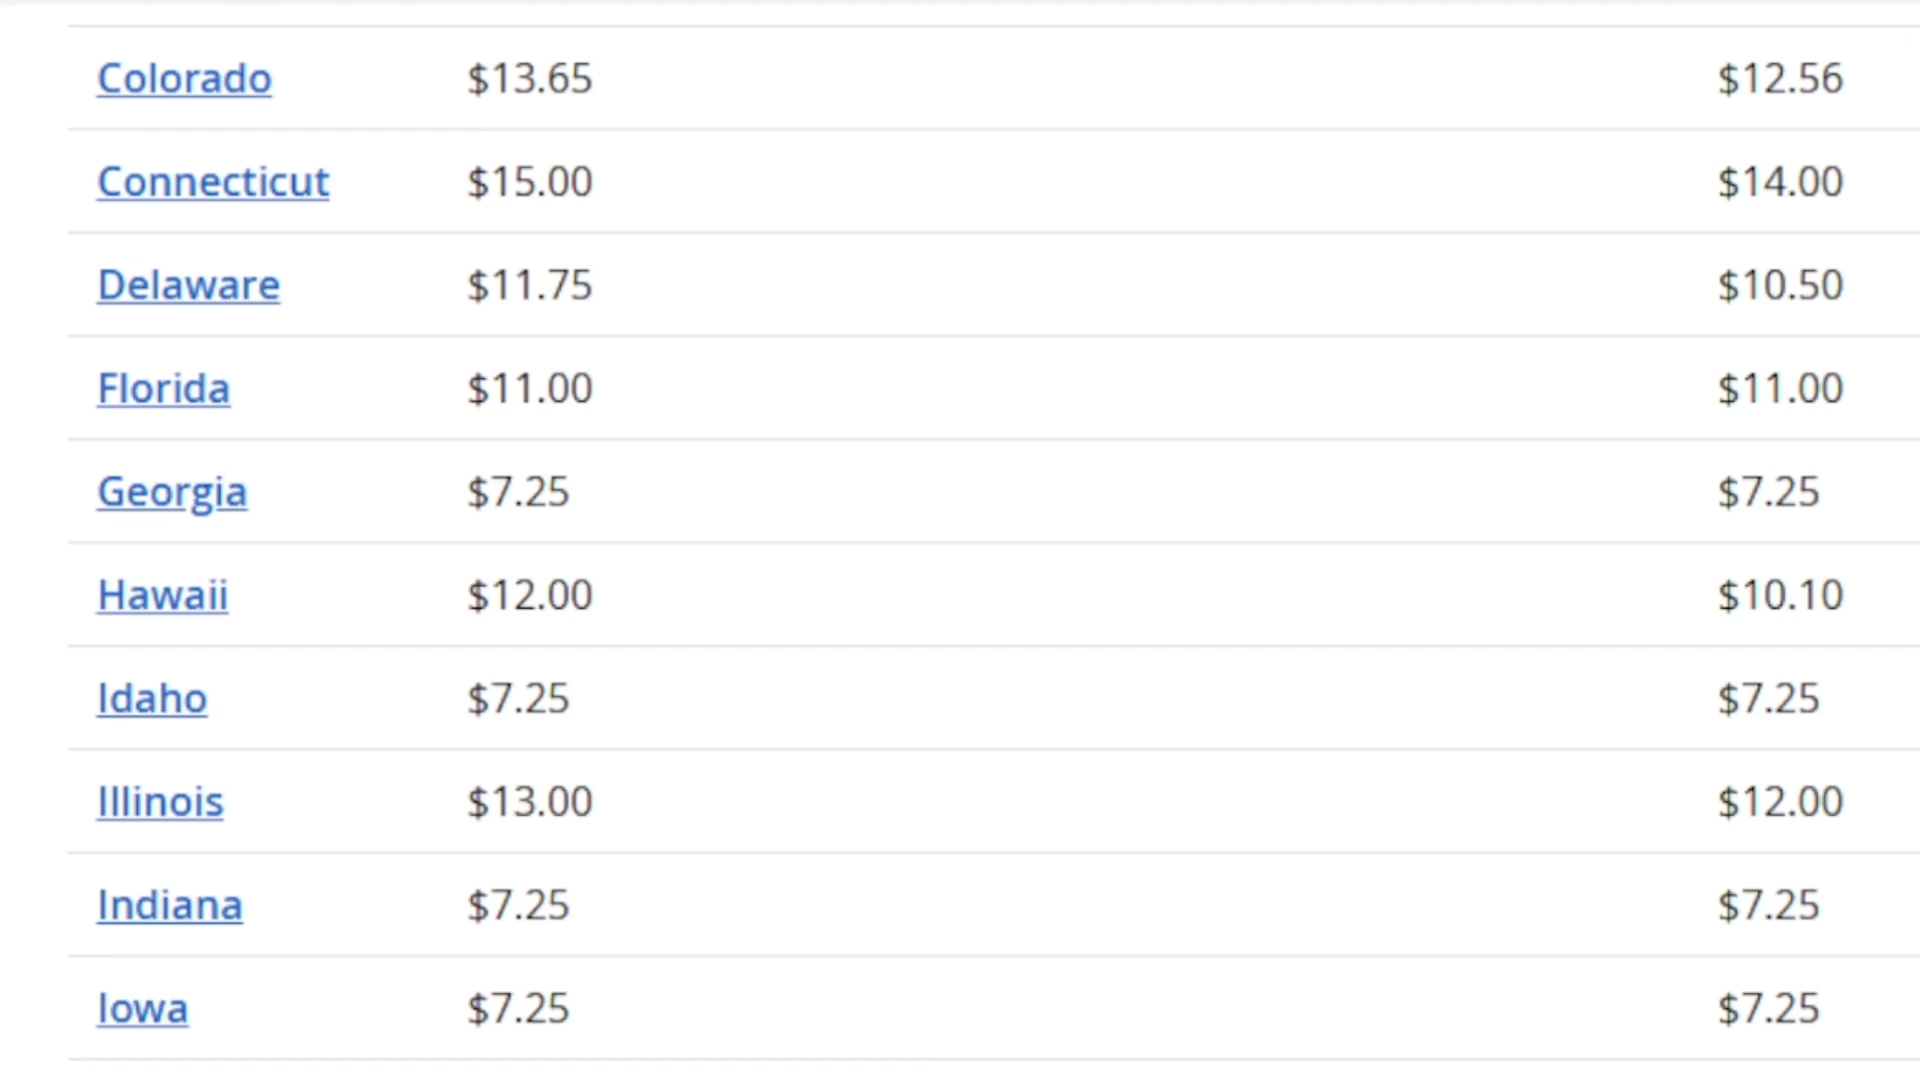 Colorado $13.65 $12.56
Connecticut $15.00 $14.00
Delaware $11.75 $10.50
Florida $11.00 $11.00
Georgia $7.25 $7.25
Hawaii $12.00 $10.10
Idaho $7.25 $7.25
Illinois $13.00 $12.00
Indiana $7.25 $7.25
Iowa $7.25 $7.25